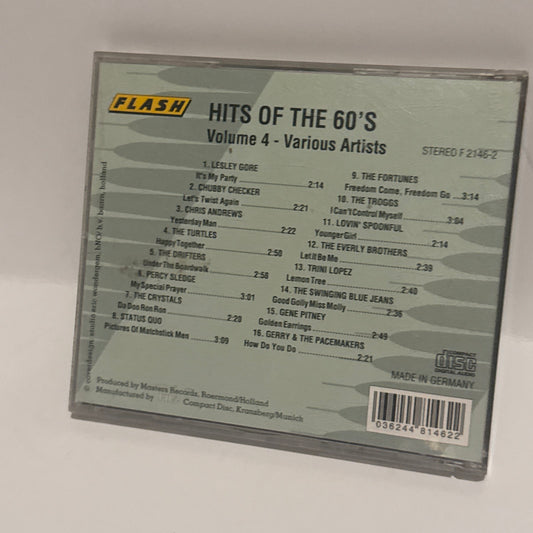 FLASH
HITS OF THE 60'S
Volume 4 - Various Artists
STEREO F 2146-2
1. LESLEY GORE
It's My Party 2:14
2. CHUBBY CHECKER
Let's Twist Again 2:21
3. CHRIS ANDREWS
Yesterday Man 2:22
4. THE TURTLES
Happy Together 2:50
5. THE DRIFTERS
Under The Boardwalk 2:58
6. PERCY SLEDGE
My Special Prayer 3:01
7. THE CRYSTALS
Da Doo Ron Ron 2:20
8. STATUS QUO
Pictures Of Matchstick Men 3:09
9. THE FORTUNES
Freedom Come, Freedom Go 3:14
10. THE TROGGS
I Can't Control Myself 3:04
11. LOVIN' SPOONFUL
Younger Girl 2:14
12. THE EVERLY BROTHERS
Let it Be Me 2:39
13. TRINI LOPEZ
Lemon Tree 2:40
14. THE SWINGING BLUE JEANS
Good Golly Miss Molly 2:36
15. GENE PITNEY
Golden Earrings 2:49
16. GERRY & THE PACEMAKERS
How Do You Do 2:21
COMPACT
disc
DIGITAL AUDIO
MADE IN GERMANY
Produced by Masters Records, Roermond/Holland
Manufactured by Compact Disc, Kranzberg/Munich
036244 814622
© coverdesign: studio eric wondergem, holland